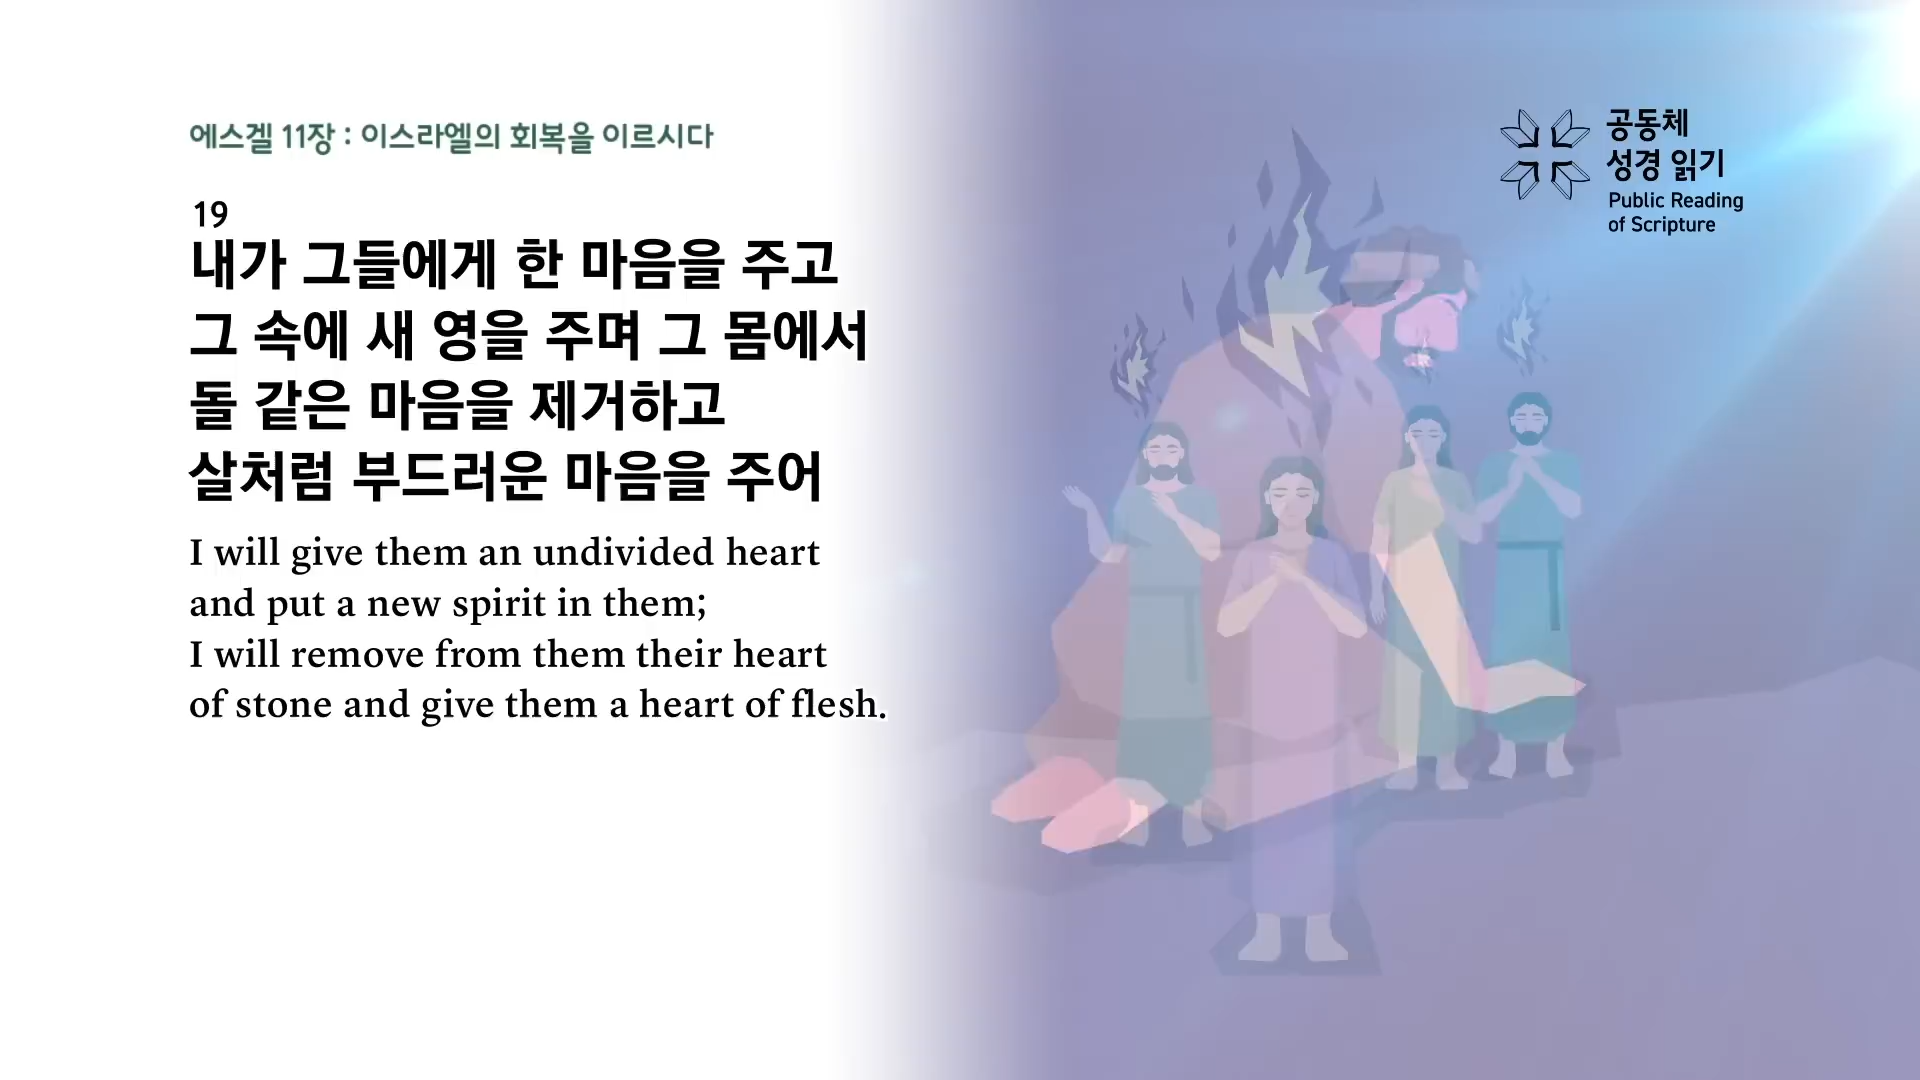 에스겔 11장 : 이스라엘의 회복을 이르시다
19
내가 그들에게 한 마음을 주고
그 속에 새 영을 주며 그 몸에서
돌 같은 마음을 제거하고
살처럼 부드러운 마음을 주어
I will give them an undivided heart
and put a new spirit in them;
I will remove from them their heart
of stone and give them a heart of flesh.
공동체
성경 읽기
Public Reading
of Scripture